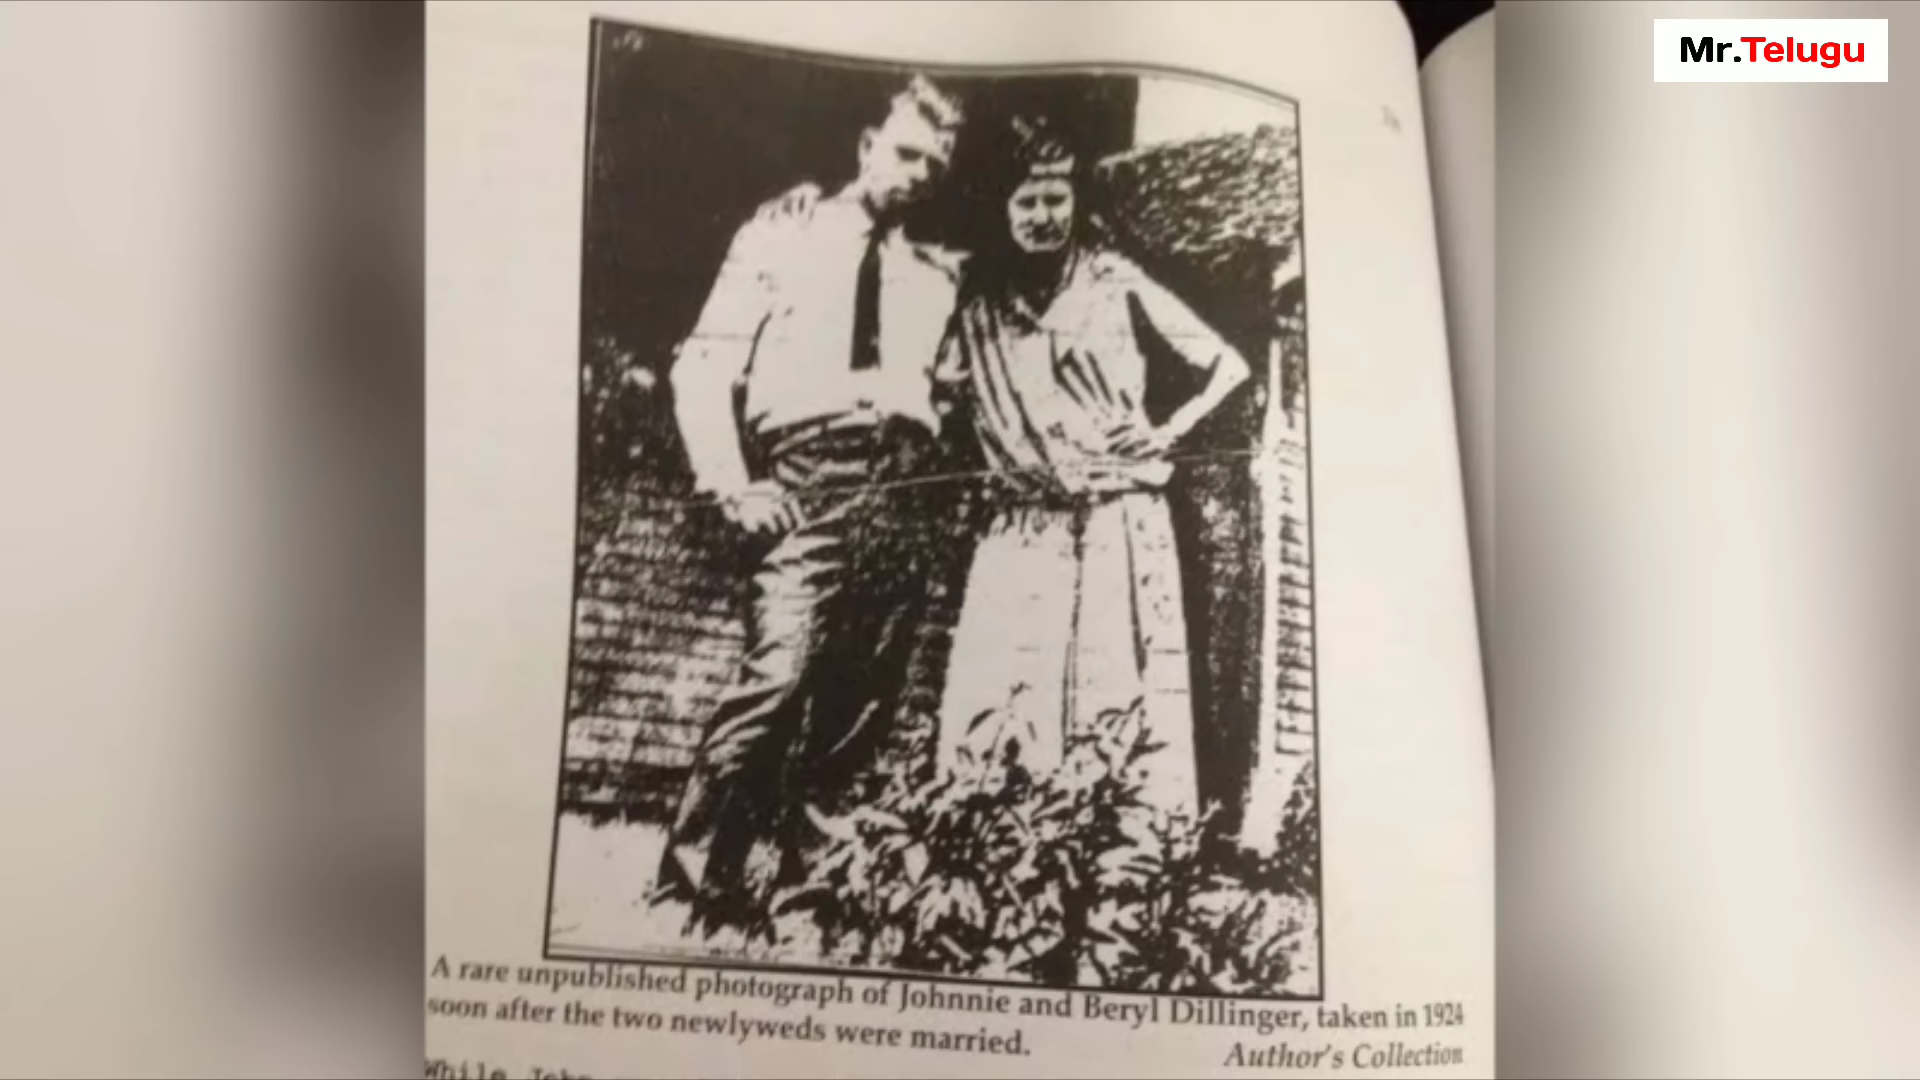 Mr.Telugu
A rare unpublished photograph of Johnnie and Beryl Dillinger, taken in 1924
soon after the two newlyweds were married.
Author's Collection
While